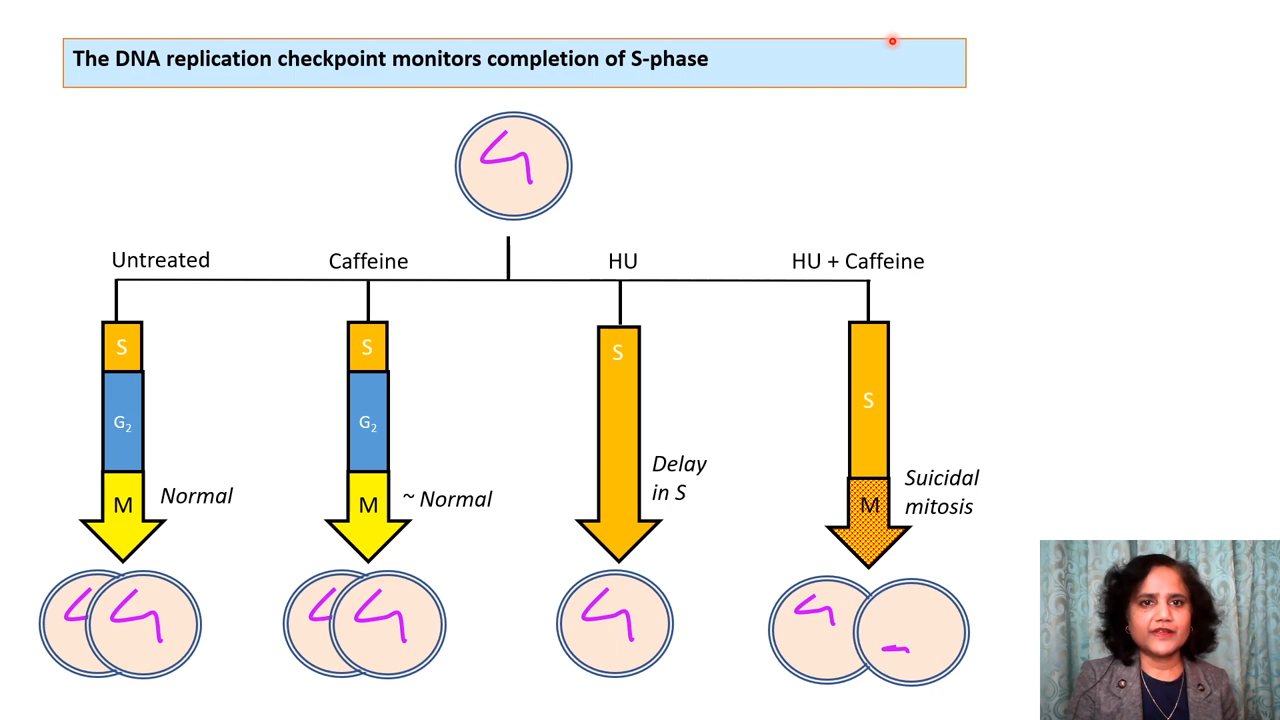 The DNA replication checkpoint monitors completion of S-phase
Untreated
Caffeine
HU
HU + Caffeine
S
S
S
S
G₂
G₂
Delay
in S
Suicidal
mitosis
M
Normal
M
~ Normal
M